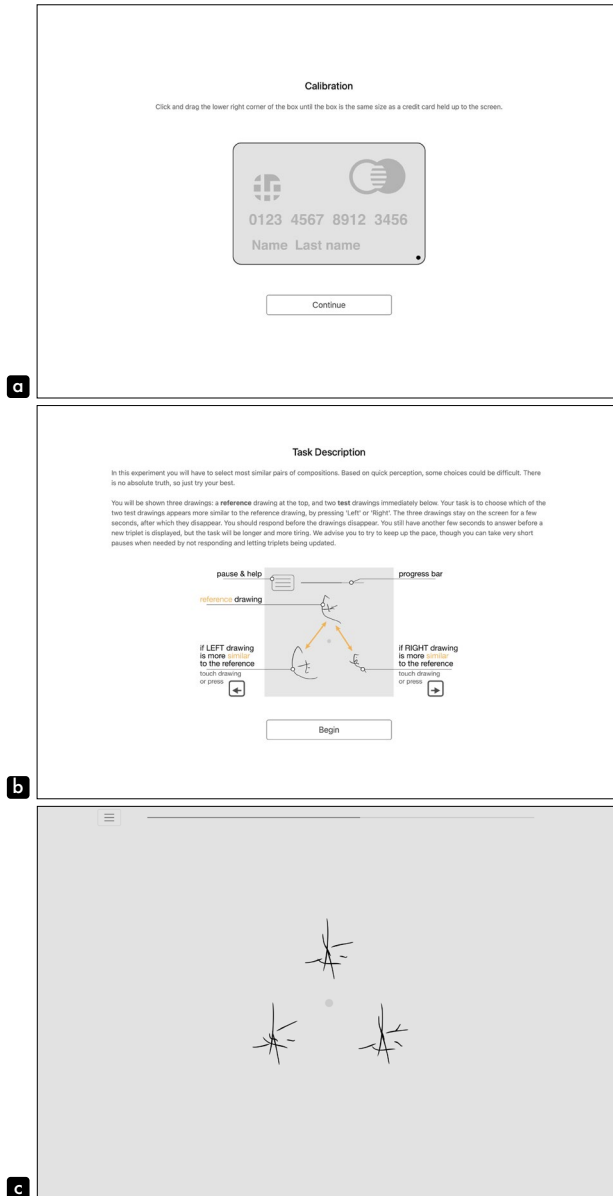 Calibration
Click and drag the lower right corner of the box until the box is the same size as a credit card held up to the screen.
0123 4567 8912 3456
Name Last name
Continue
a
Task Description
In this experiment you will have to select most similar pairs of compositions. Based on quick perception, some choices could be difficult. There
is no absolute truth, so just try your best.
You will be shown three drawings: a reference drawing at the top, and two test drawings immediately below. Your task is to choose which of the
two test drawings appears more similar to the reference drawing, by pressing 'Left' or 'Right'. The three drawings stay on the screen for a few
seconds, after which they disappear. You should respond before the drawings disappear. You still have another few seconds to answer before a
new triplet is displayed, but the task will be longer and more tiring. We advise you to try to keep up the pace, though you can take very short
pauses when needed by not responding and letting triplets being updated.
pause & help
progress bar
reference drawing
if LEFT drawing
is more similar
to the reference
touch drawing
or press
if RIGHT drawing
is more similar
to the reference
touch drawing
or press
Begin
b
c